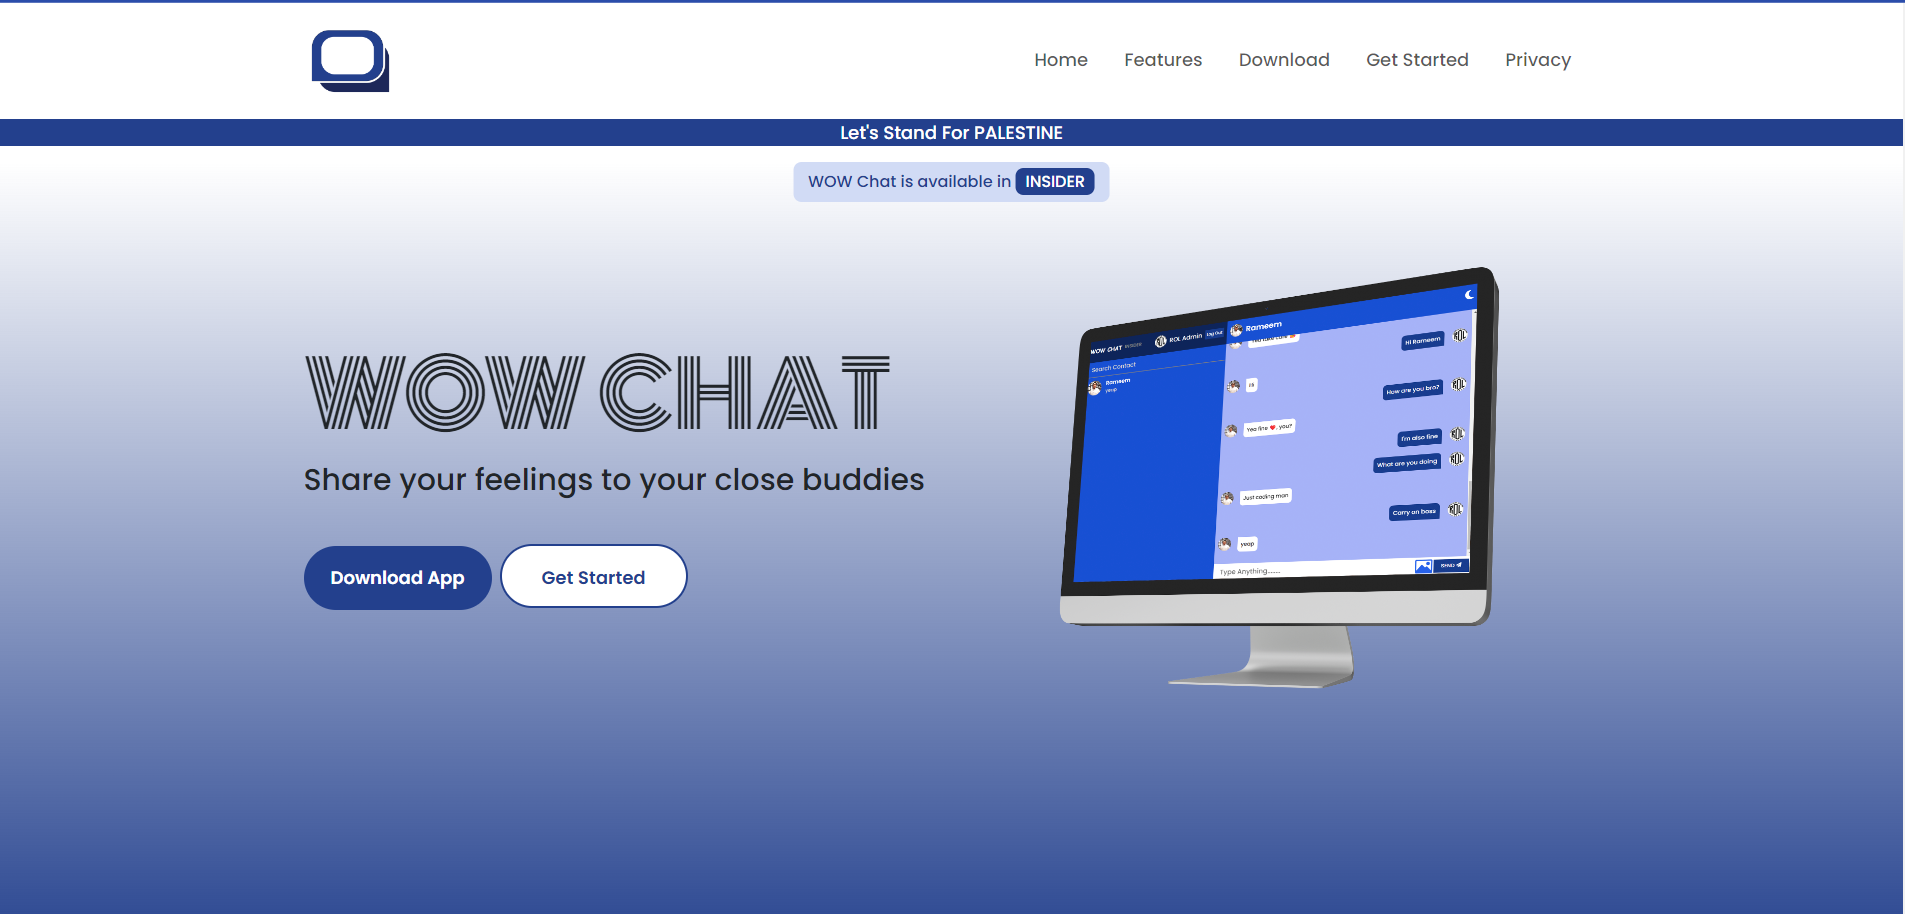 Home Features Download Get Started Privacy
Let's Stand For PALESTINE
WOW Chat is available in INSIDER
WOW CHAT
Share your feelings to your close buddies
Download App Get Started
WOW CHAT INSIDER
ROL Admin
Log Out
Search Contact
Rameem
yeap
Rameem
Hi Rameem
Hi
How are you bro?
Yea fine ❤️, you?
I'm also fine
What are you doing
Just coding man
Carry on boss
yeap
Type Anything.......
SEND